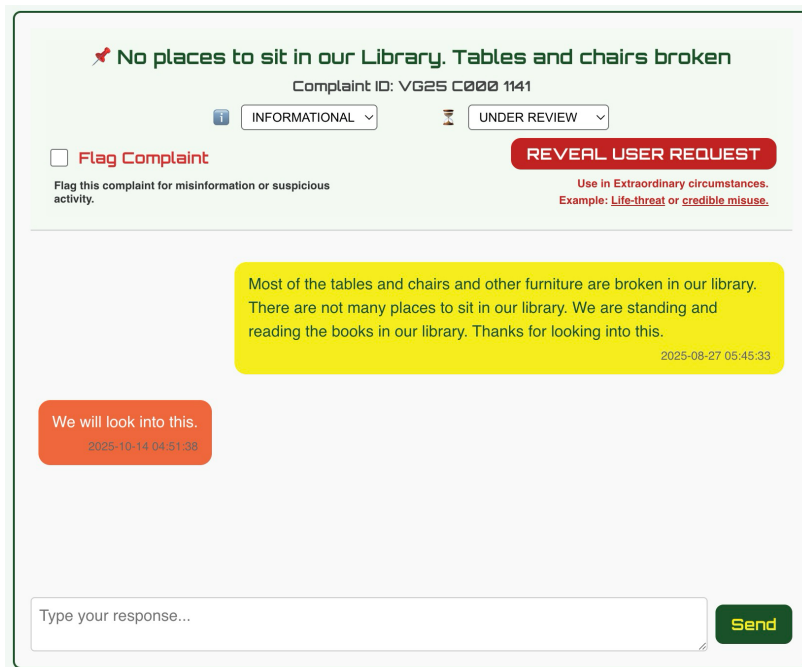 No places to sit in our Library. Tables and chairs broken
Complaint ID: VG25 C000 1141
INFORMATIONAL
UNDER REVIEW
Flag Complaint
REVEAL USER REQUEST
Flag this complaint for misinformation or suspicious
activity.
Use in Extraordinary circumstances.
Example: Life-threat or credible misuse.
Most of the tables and chairs and other furniture are broken in our library.
There are not many places to sit in our library. We are standing and
reading the books in our library. Thanks for looking into this.
2025-08-27 05:45:33
We will look into this.
2025-10-14 04:51:38
Type your response...
Send